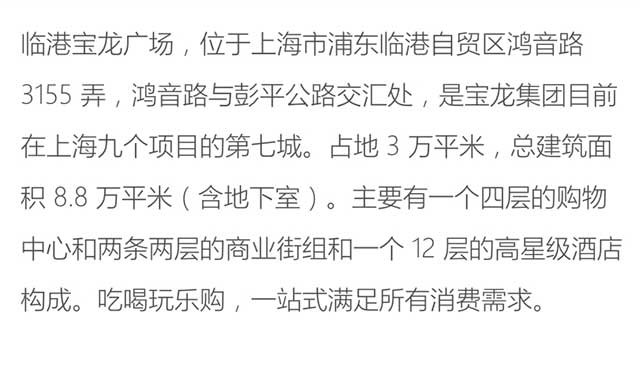 临港宝龙广场，位于上海市浦东临港自贸区鸿音路
3155 弄，鸿音路与彭平公路交汇处，是宝龙集团目前
在上海九个项目的第七城。占地 3 万平米，总建筑面
积 8.8 万平米（含地下室）。主要有一个四层的购物
中心和两条两层的商业街组和一个 12 层的高星级酒店
构成。吃喝玩乐购，一站式满足所有消费需求。